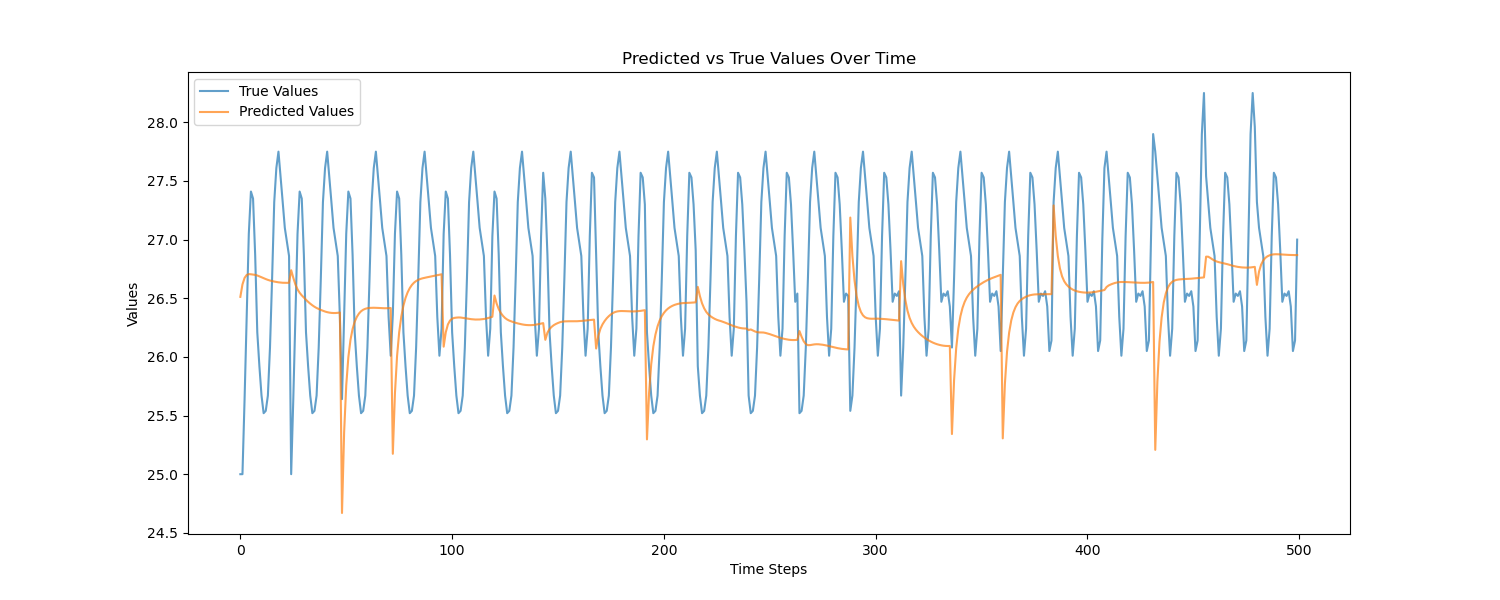 Predicted vs True Values Over Time
True Values
Predicted Values
Values
28.0
27.5
27.0
26.5
26.0
25.5
25.0
24.5
0 100 200 300 400 500
Time Steps